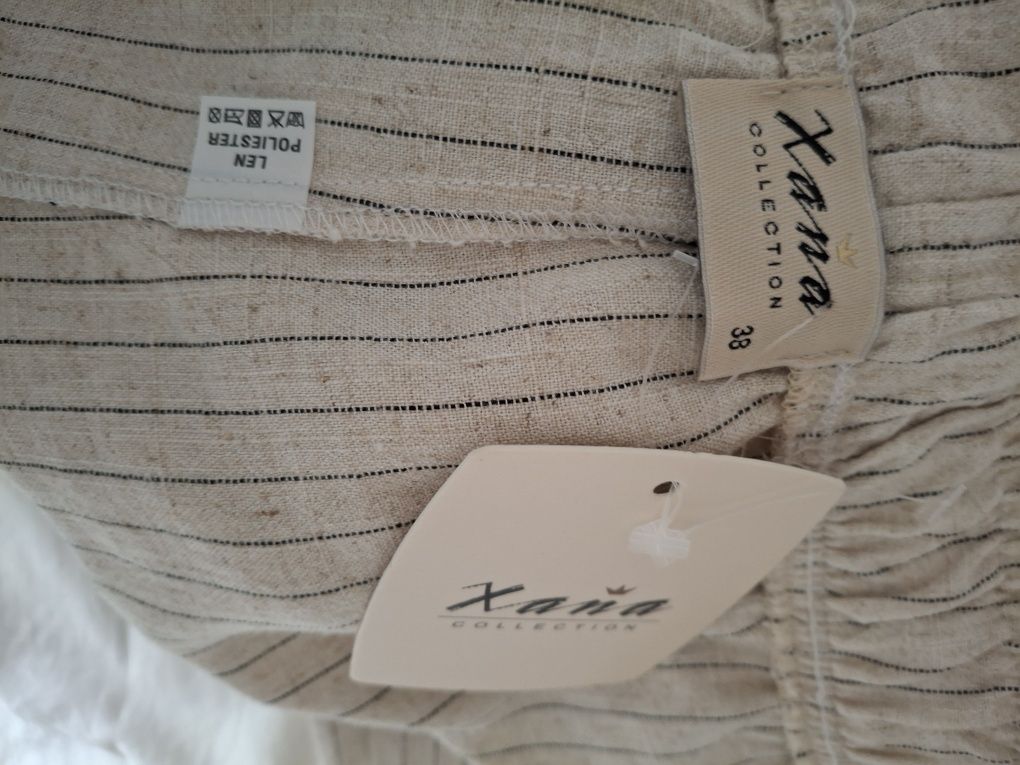 LEN
POLIESTER
Xana
COLLECTION
38
Xana
COLLECTION